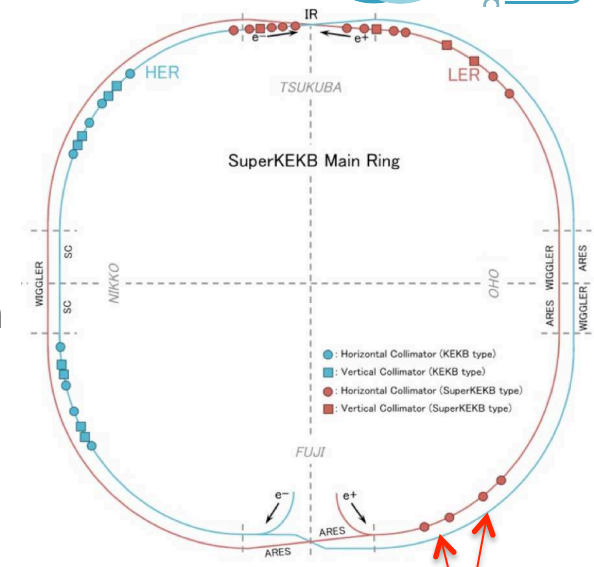 IR
e⁻
e+
HER
LER
TSUKUBA
SuperKEKB Main Ring
WIGGLER
SC
SC
NIKKO
OHO
WIGGLER
ARES
ARES
WIGGLER
: Horizontal Collimator (KEKB type)
: Vertical Collimator (KEKB type)
: Horizontal Collimator (SuperKEKB type)
: Vertical Collimator (SuperKEKB type)
FUJI
e⁻
e+
ARES
ARES